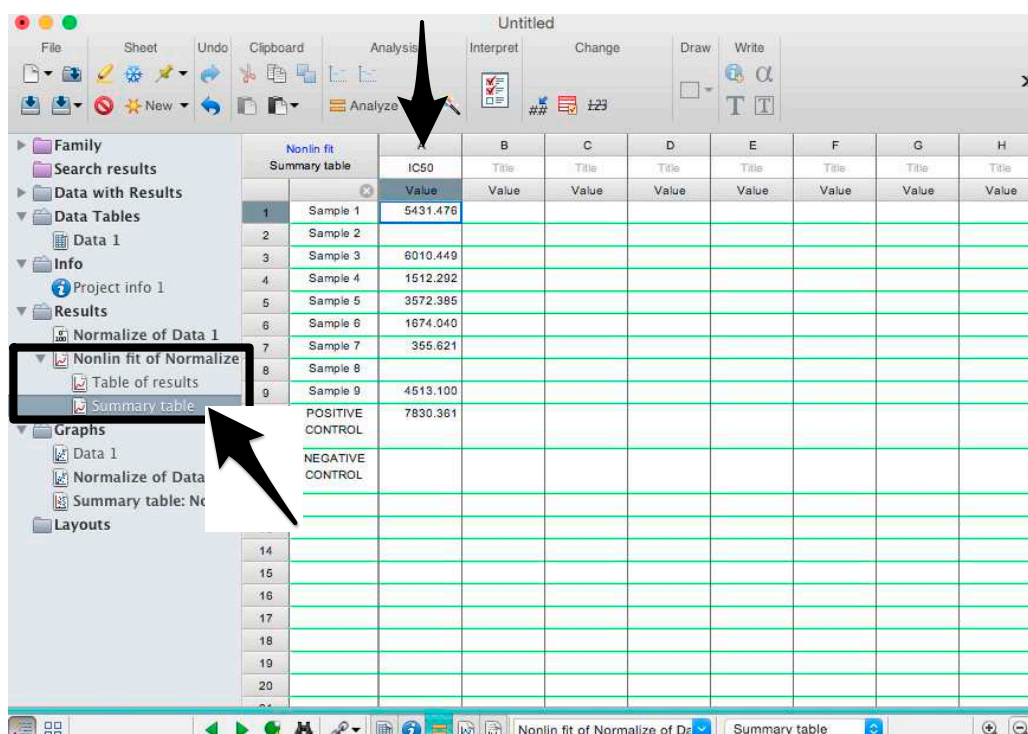 Untitled
File Sheet Undo Clipboard Analysis Interpret Change Draw Write
α
New Analyze ## 123 T T
Family
Search results
Data with Results
Data Tables
Data 1
Info
Project info 1
Results
Normalize of Data 1
Nonlin fit of Normalize
Table of results
Summary table
Graphs
Data 1
Normalize of Data
Summary table:
Layouts
Nonlin fit
Summary table
A B C D E F G H
IC50 Title Title Title Title Title Title Title
Value Value Value Value Value Value Value Value
1 Sample 1 5431.476
2 Sample 2
3 Sample 3 6010.449
4 Sample 4 1512.292
5 Sample 5 3572.385
6 Sample 6 1674.040
7 Sample 7 355.621
8 Sample 8
9 Sample 9 4513.100
POSITIVE 7830.361
CONTROL
NEGATIVE
CONTROL
14
15
16
17
18
19
20
Nonlin fit of Normalize of Da Summary table